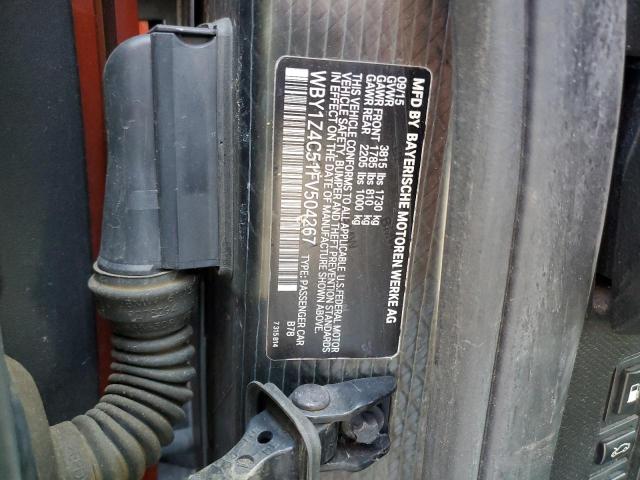 MFD BY BAYERISCHE MOTOREN WERKE AG
09/15
GVWR 3815 lbs 1730 kg
GAWR FRONT 1785 lbs 810 kg
GAWR REAR 2205 lbs 1000 kg
THIS VEHICLE CONFORMS TO ALL APPLICABLE U.S.FEDERAL MOTOR
VEHICLE SAFETY, BUMPER,AND THEFT PREVENTION STANDARDS
IN EFFECT ON THE DATE OF MANUFACTURE SHOWN ABOVE.
WBY1Z4C51FV504267 TYPE: PASSENGER CAR
B78
7315814